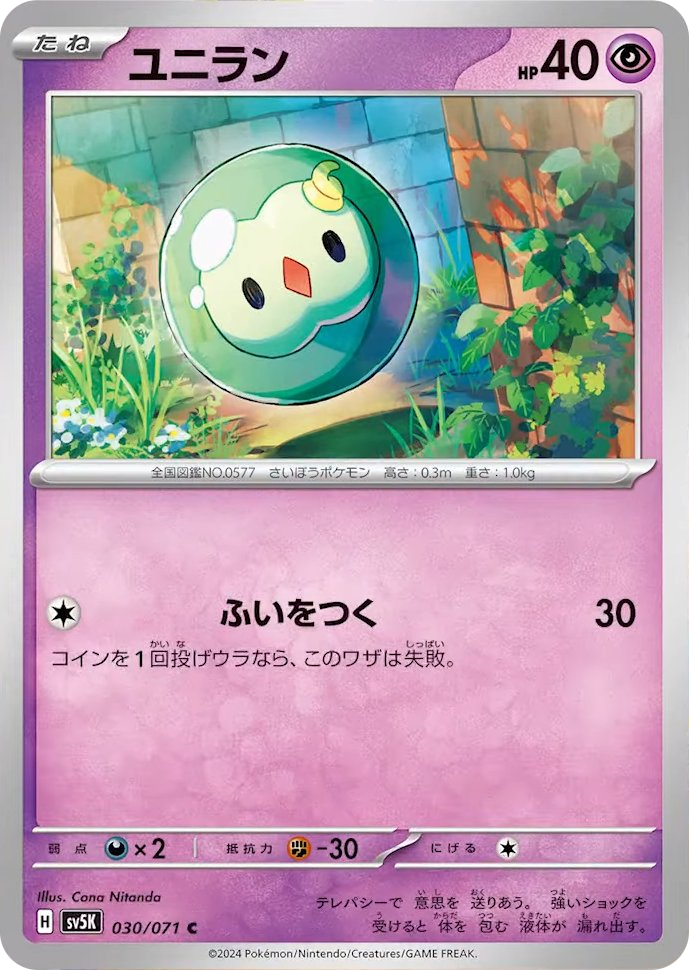 たね
ユニラン
HP40
全国図鑑NO.0577 さいぼうポケモン 高さ:0.3m 重さ:1.0kg
ふいをつく 30
コインを1回投げウラなら、このワザは失敗。
弱点 ×2 抵抗力 -30 にげる
Illus. Cona Nitanda
テレパシーで 意思を 送りあう。 強いショックを
受けると 体を 包む 液体が 漏れ出す。
H sv5K 030/071 C
©2024 Pokémon/Nintendo/Creatures/GAME FREAK.